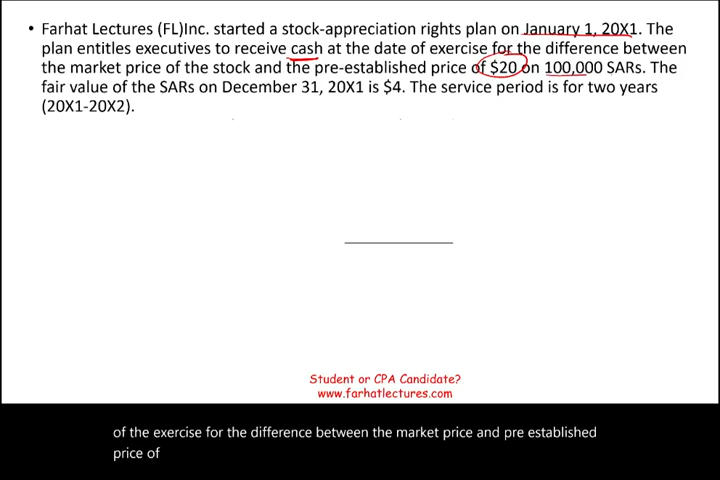 • Farhat Lectures (FL)Inc. started a stock-appreciation rights plan on January 1, 20X1. The
plan entitles executives to receive cash at the date of exercise for the difference between
the market price of the stock and the pre-established price of $20 on 100,000 SARs. The
fair value of the SARs on December 31, 20X1 is $4. The service period is for two years
(20X1-20X2).
Student or CPA Candidate?
www.farhatlectures.com
of the exercise for the difference between the market price and pre established
price of